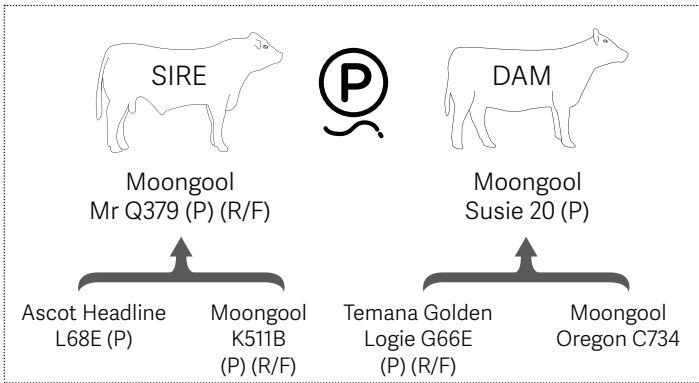 SIRE
P
DAM
Moongool
Mr Q379 (P) (R/F)
Moongool
Susie 20 (P)
Ascot Headline
L68E (P)
Moongool
K511B
(P) (R/F)
Temana Golden
Logie G66E
(P) (R/F)
Moongool
Oregon C734